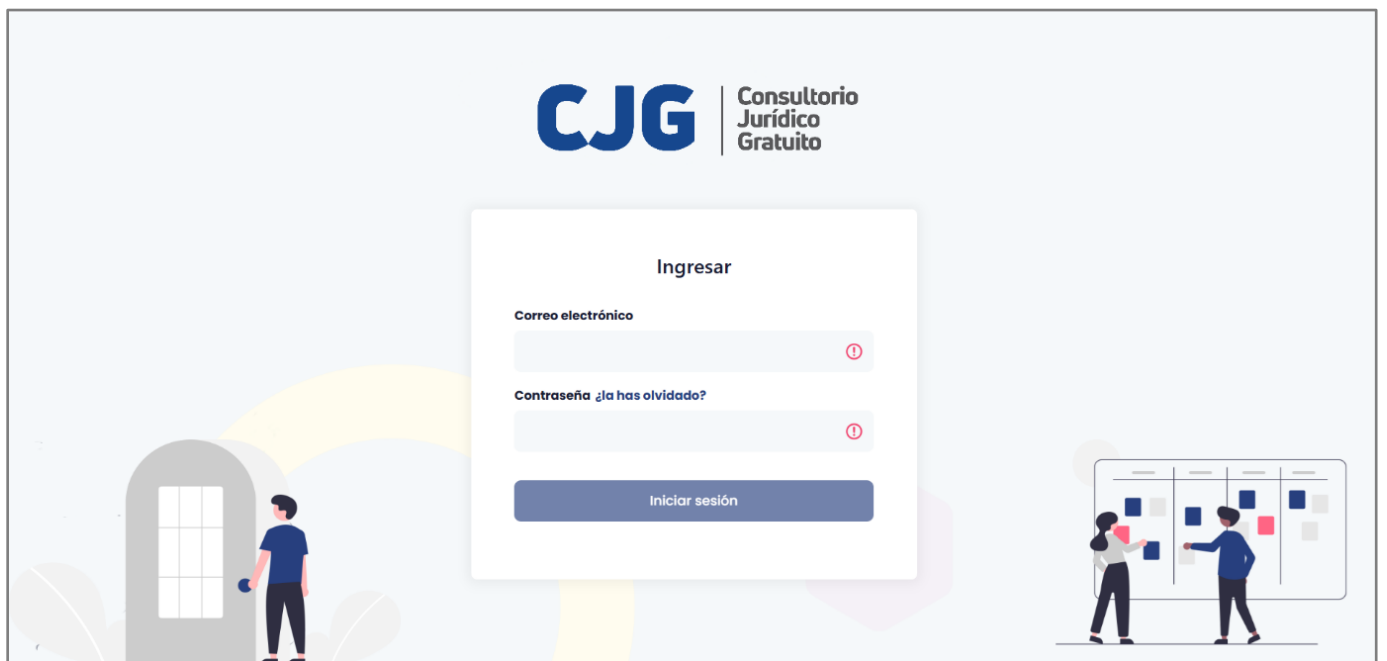 CJG
Consultorio
Jurídico
Gratuito
Ingresar
Correo electrónico
Contraseña ¿la has olvidado?
Iniciar sesión